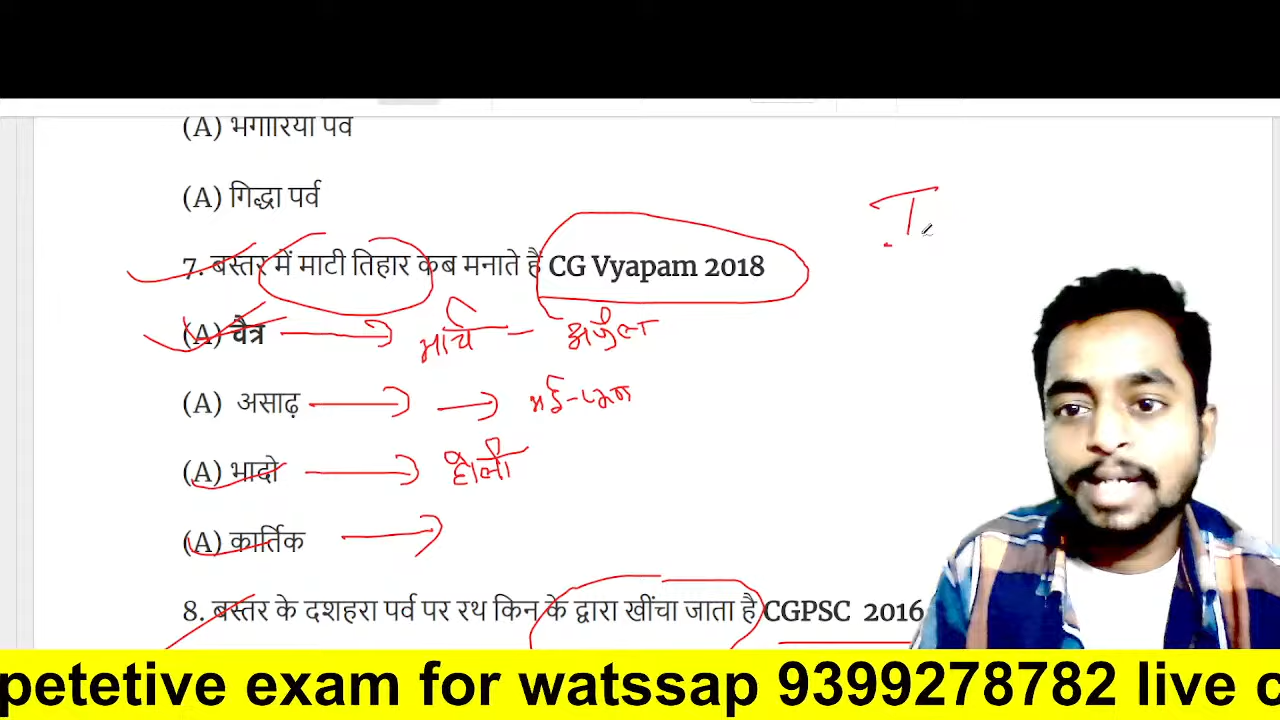 (A) भगोरिया पर्व
(A) गिद्धा पर्व
7. बस्तर में माटी तिहार कब मनाते हैं CG Vyapam 2018
(A) चैत्र मार्च - अप्रैल
(A) असाढ़ मई-जून
(A) भादो होली
(A) कार्तिक
8. बस्तर के दशहरा पर्व पर रथ किन के द्वारा खींचा जाता है CGPSC 2016
petetive exam for watssap 9399278782 live c